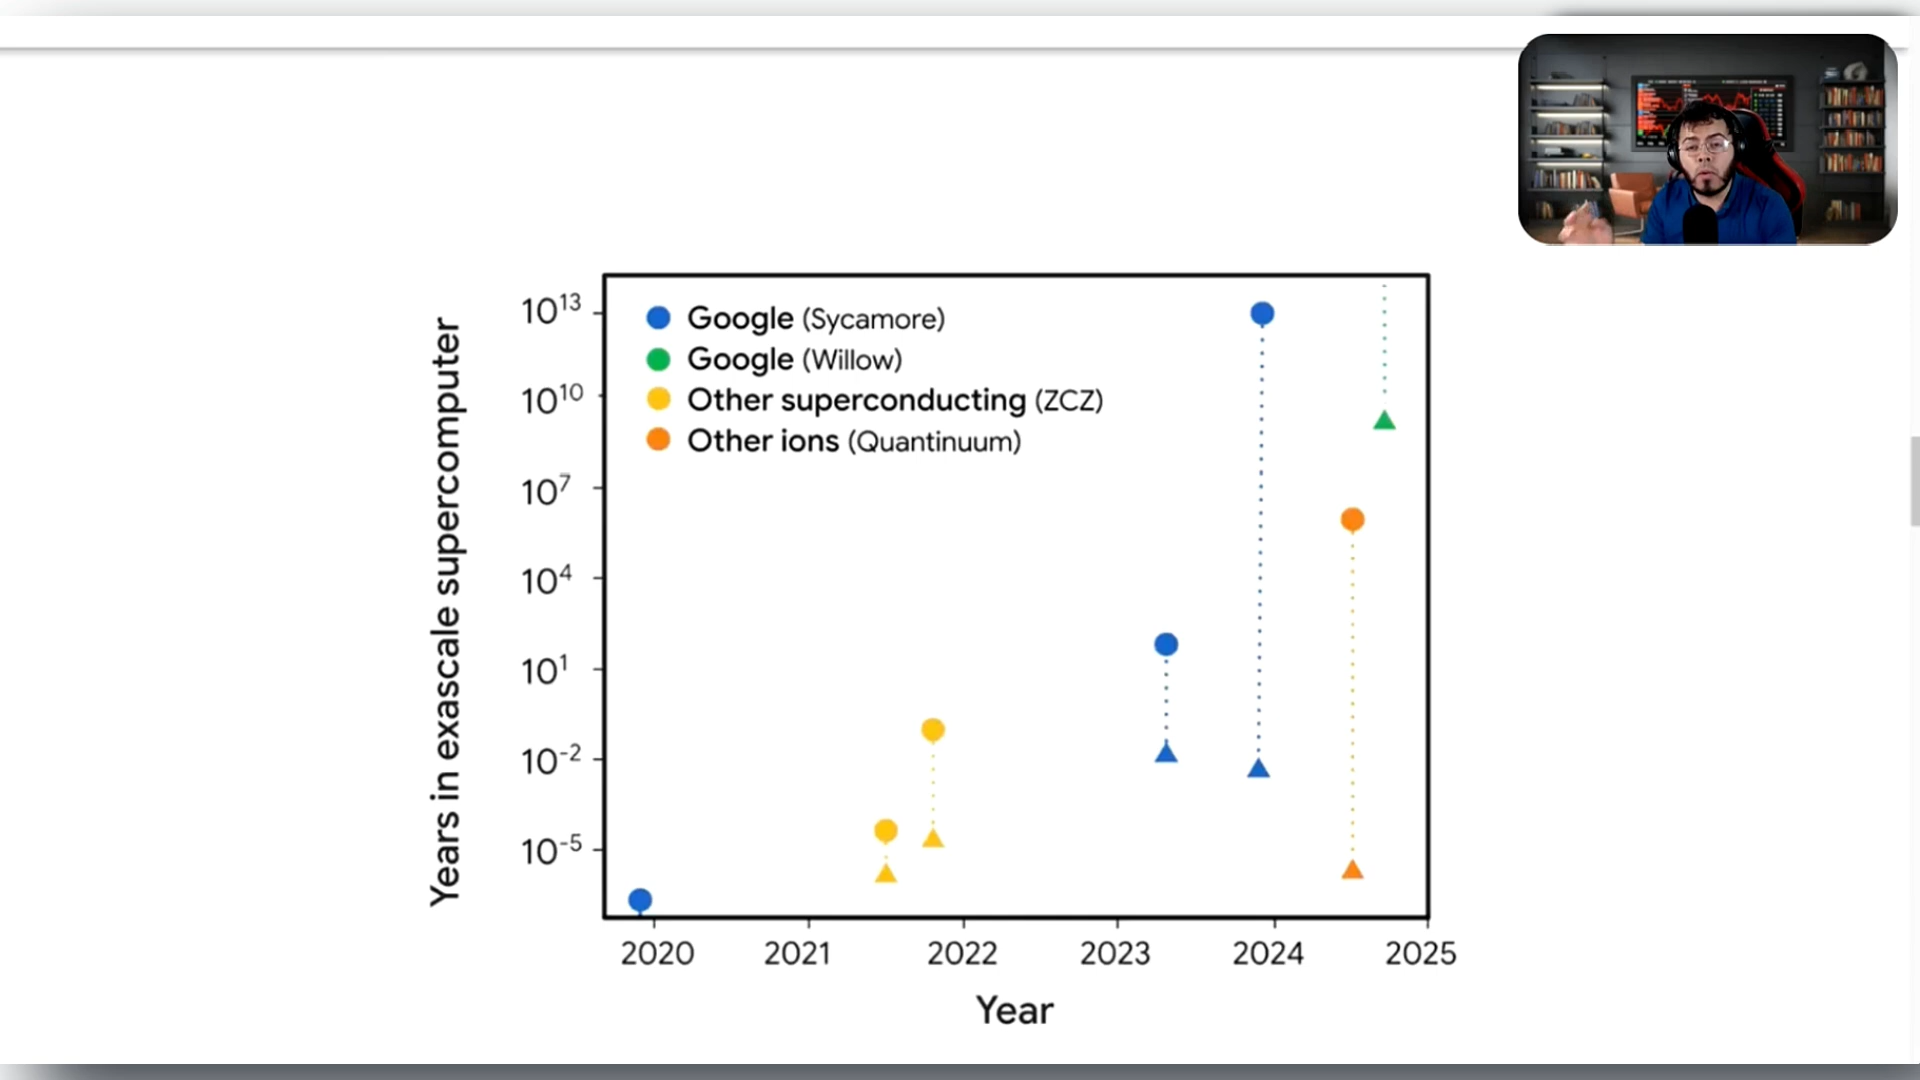 Years in exascale supercomputer
10¹³
10¹⁰
10⁷
10⁴
10¹
10⁻²
10⁻⁵
Google (Sycamore)
Google (Willow)
Other superconducting (ZCZ)
Other ions (Quantinuum)
2020 2021 2022 2023 2024 2025
Year